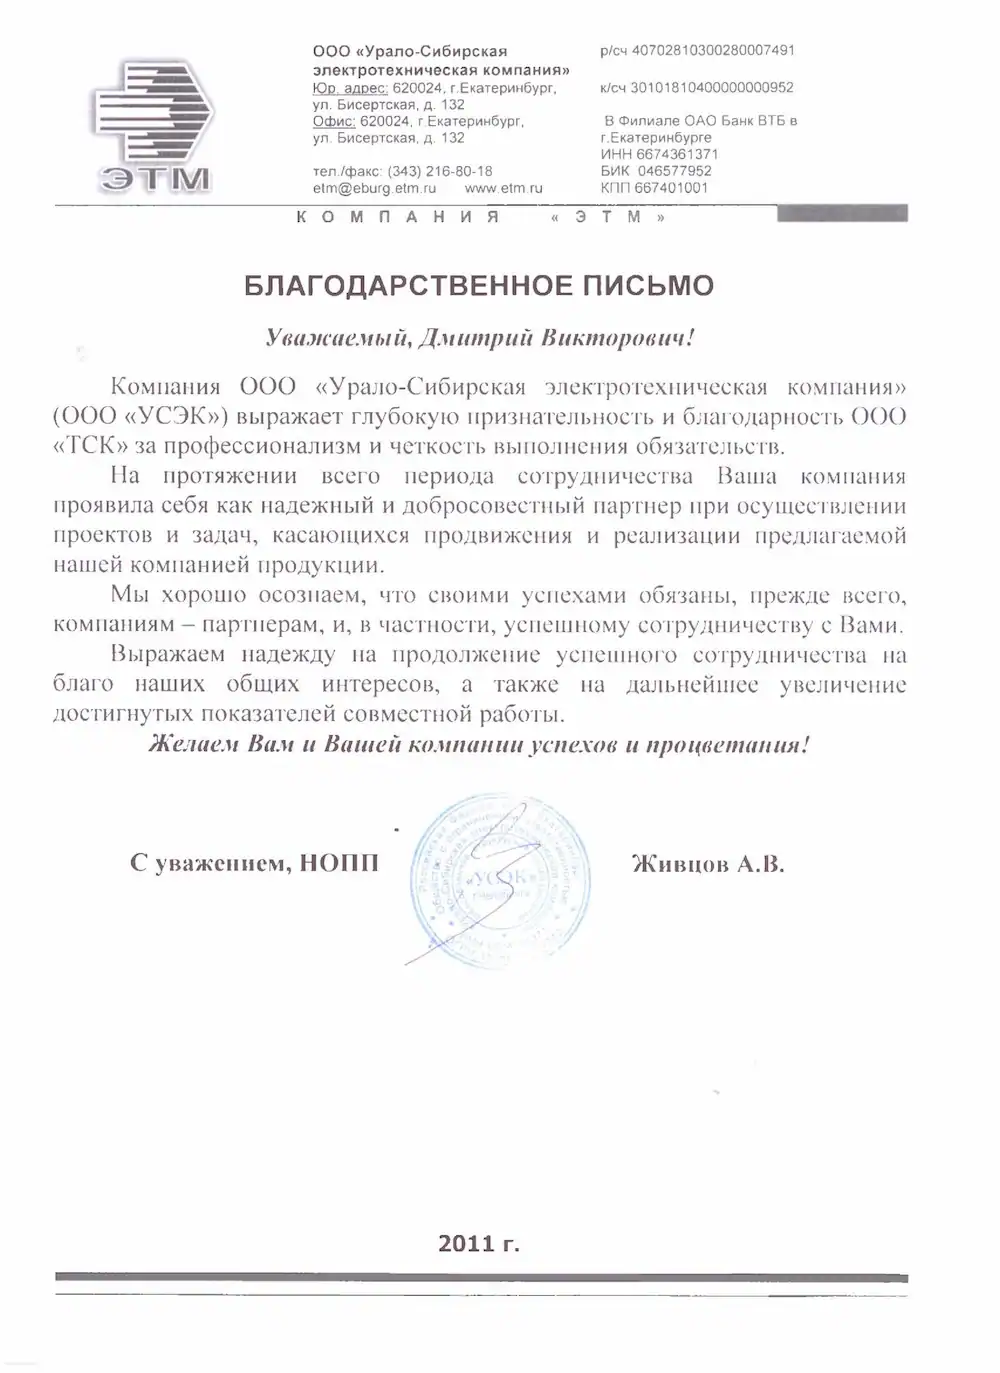 ООО «Урало-Сибирская
электротехническая компания»
Юр. адрес: 620024, г.Екатеринбург,
ул. Бисертская, д. 132
Офис: 620024, г.Екатеринбург,
ул. Бисертская, д. 132
тел./факс: (343) 216-80-18
etm@eburg.etm.ru www.etm.ru
р/сч 40702810300280007491
к/сч 30101810400000000952
В Филиале ОАО Банк ВТБ в
г.Екатеринбурге
ИНН 6674361371
БИК 046577952
КПП 667401001
ЭТМ
КОМПАНИЯ «ЭТМ»
БЛАГОДАРСТВЕННОЕ ПИСЬМО
Уважаемый, Дмитрий Викторович!
Компания ООО «Урало-Сибирская электротехническая компания»
(ООО «УСЭК») выражает глубокую признательность и благодарность ООО
«ТСК» за профессионализм и четкость выполнения обязательств.
На протяжении всего периода сотрудничества Ваша компания
проявила себя как надежный и добросовестный партнер при осуществлении
проектов и задач, касающихся продвижения и реализации предлагаемой
нашей компанией продукции.
Мы хорошо осознаем, что своими успехами обязаны, прежде всего,
компаниям – партнерам, и, в частности, успешному сотрудничеству с Вами.
Выражаем надежду на продолжение успешного сотрудничества на
благо наших общих интересов, а также на дальнейшее увеличение
достигнутых показателей совместной работы.
Желаем Вам и Вашей компании успехов и процветания!
С уважением, НОПП
«УСЭК»
Живцов А.В.
2011 г.